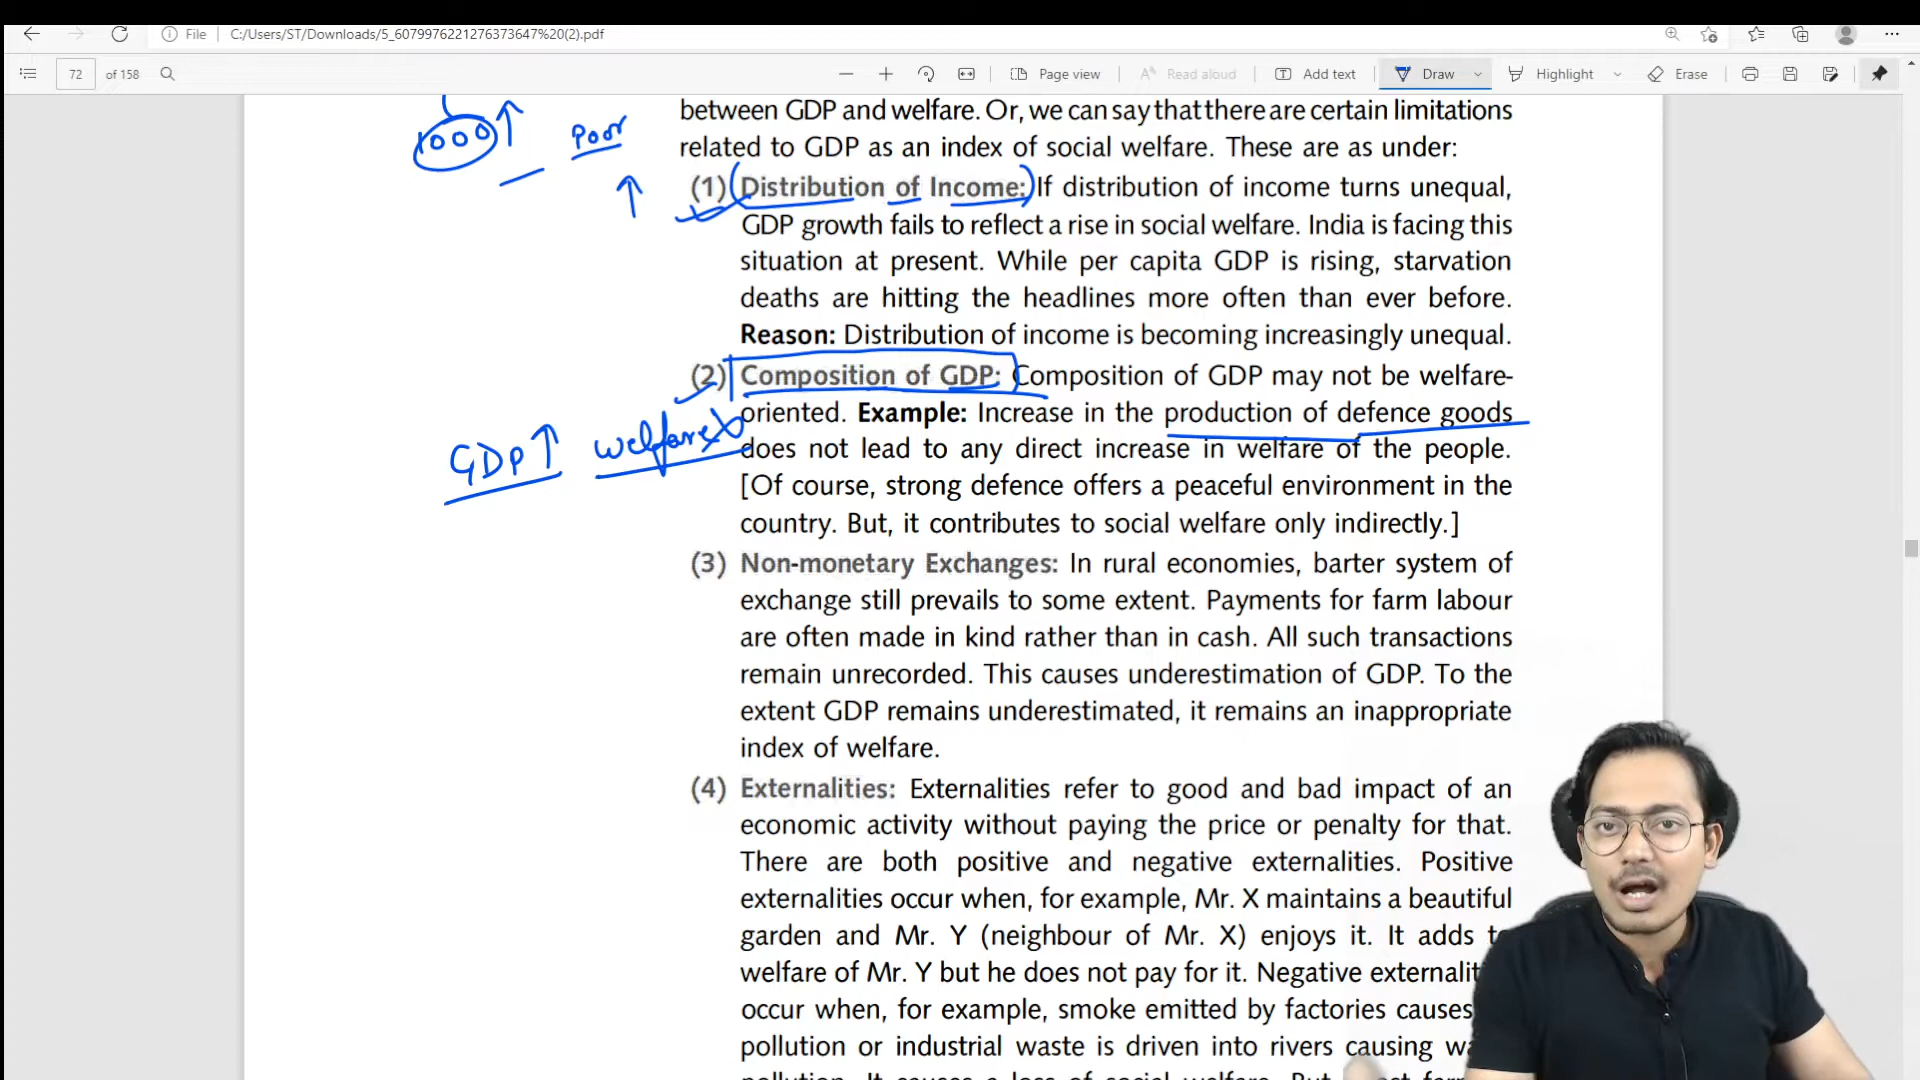 File C:/Users/ST/Downloads/5_6079976221276373647%20(2).pdf
72 of 158 Page view Read aloud Add text Draw Highlight Erase
between GDP and welfare. Or, we can say that there are certain limitations
1000 Poor
related to GDP as an index of social welfare. These are as under:
(1) Distribution of Income: If distribution of income turns unequal,
GDP growth fails to reflect a rise in social welfare. India is facing this
situation at present. While per capita GDP is rising, starvation
deaths are hitting the headlines more often than ever before.
Reason: Distribution of income is becoming increasingly unequal.
(2) Composition of GDP: Composition of GDP may not be welfare-
oriented. Example: Increase in the production of defence goods
GDP↑ welfare
does not lead to any direct increase in welfare of the people.
[Of course, strong defence offers a peaceful environment in the
country. But, it contributes to social welfare only indirectly.]
(3) Non-monetary Exchanges: In rural economies, barter system of
exchange still prevails to some extent. Payments for farm labour
are often made in kind rather than in cash. All such transactions
remain unrecorded. This causes underestimation of GDP. To the
extent GDP remains underestimated, it remains an inappropriate
index of welfare.
(4) Externalities: Externalities refer to good and bad impact of an
economic activity without paying the price or penalty for that.
There are both positive and negative externalities. Positive
externalities occur when, for example, Mr. X maintains a beautiful
garden and Mr. Y (neighbour of Mr. X) enjoys it. It adds
welfare of Mr. Y but he does not pay for it. Negative
occur when, for example, smoke emitted by factories causes
pollution or industrial waste is driven into rivers causing